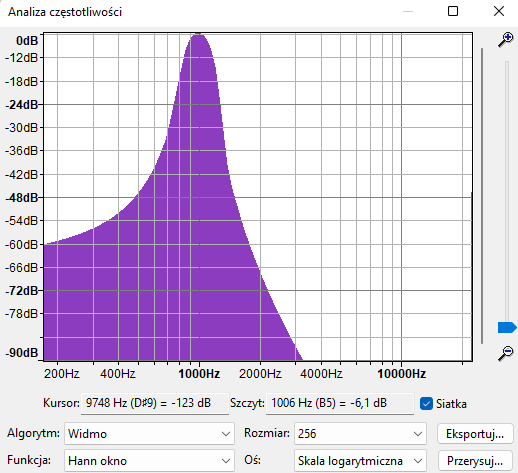 Analiza częstotliwości
0dB
-12dB
-18dB
-24dB
-30dB
-36dB
-42dB
-48dB
-54dB
-60dB
-66dB
-72dB
-78dB
-90dB
200Hz 400Hz 1000Hz 2000Hz 4000Hz 10000Hz
Kursor: 9748 Hz (D♯9) = -123 dB Szczyt: 1006 Hz (B5) = -6,1 dB Siatka
Algorytm: Widmo Rozmiar: 256 Eksportuj...
Funkcja: Hann okno Oś: Skala logarytmiczna Przerysuj...